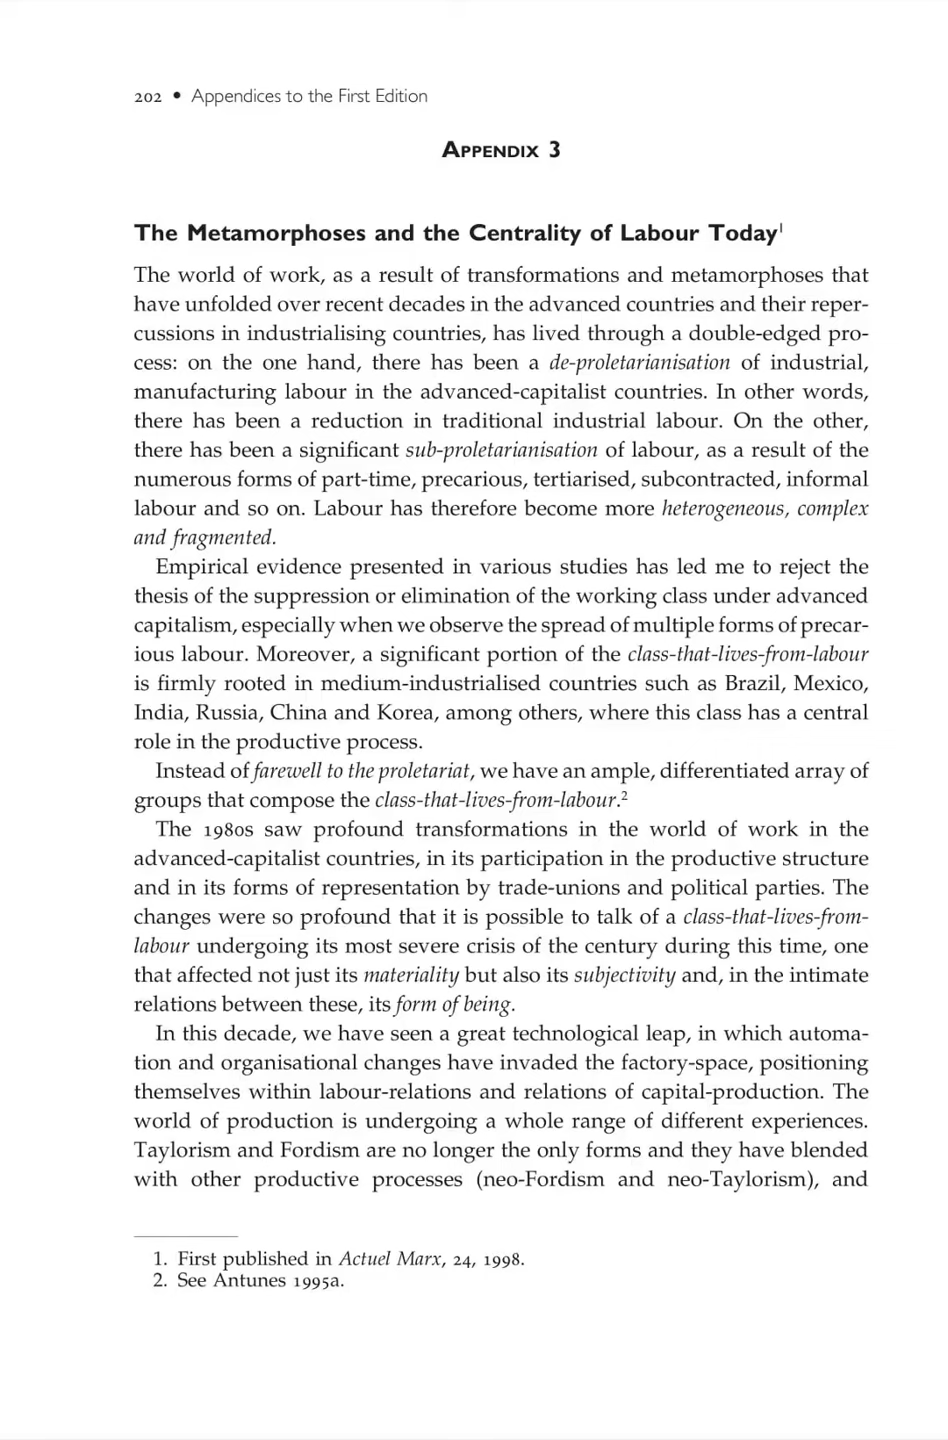 202 • Appendices to the First Edition
Appendix 3
The Metamorphoses and the Centrality of Labour Today1
The world of work, as a result of transformations and metamorphoses that
have unfolded over recent decades in the advanced countries and their reper-
cussions in industrialising countries, has lived through a double-edged pro-
cess: on the one hand, there has been a de-proletarianisation of industrial,
manufacturing labour in the advanced-capitalist countries. In other words,
there has been a reduction in traditional industrial labour. On the other,
there has been a significant sub-proletarianisation of labour, as a result of the
numerous forms of part-time, precarious, tertiarised, subcontracted, informal
labour and so on. Labour has therefore become more heterogeneous, complex
and fragmented.
Empirical evidence presented in various studies has led me to reject the
thesis of the suppression or elimination of the working class under advanced
capitalism, especially when we observe the spread of multiple forms of precar-
ious labour. Moreover, a significant portion of the class-that-lives-from-labour
is firmly rooted in medium-industrialised countries such as Brazil, Mexico,
India, Russia, China and Korea, among others, where this class has a central
role in the productive process.
Instead of farewell to the proletariat, we have an ample, differentiated array of
groups that compose the class-that-lives-from-labour.2
The 1980s saw profound transformations in the world of work in the
advanced-capitalist countries, in its participation in the productive structure
and in its forms of representation by trade-unions and political parties. The
changes were so profound that it is possible to talk of a class-that-lives-from-
labour undergoing its most severe crisis of the century during this time, one
that affected not just its materiality but also its subjectivity and, in the intimate
relations between these, its form of being.
In this decade, we have seen a great technological leap, in which automa-
tion and organisational changes have invaded the factory-space, positioning
themselves within labour-relations and relations of capital-production. The
world of production is undergoing a whole range of different experiences.
Taylorism and Fordism are no longer the only forms and they have blended
with other productive processes (neo-Fordism and neo-Taylorism), and
1. First published in Actuel Marx, 24, 1998.
2. See Antunes 1995a.